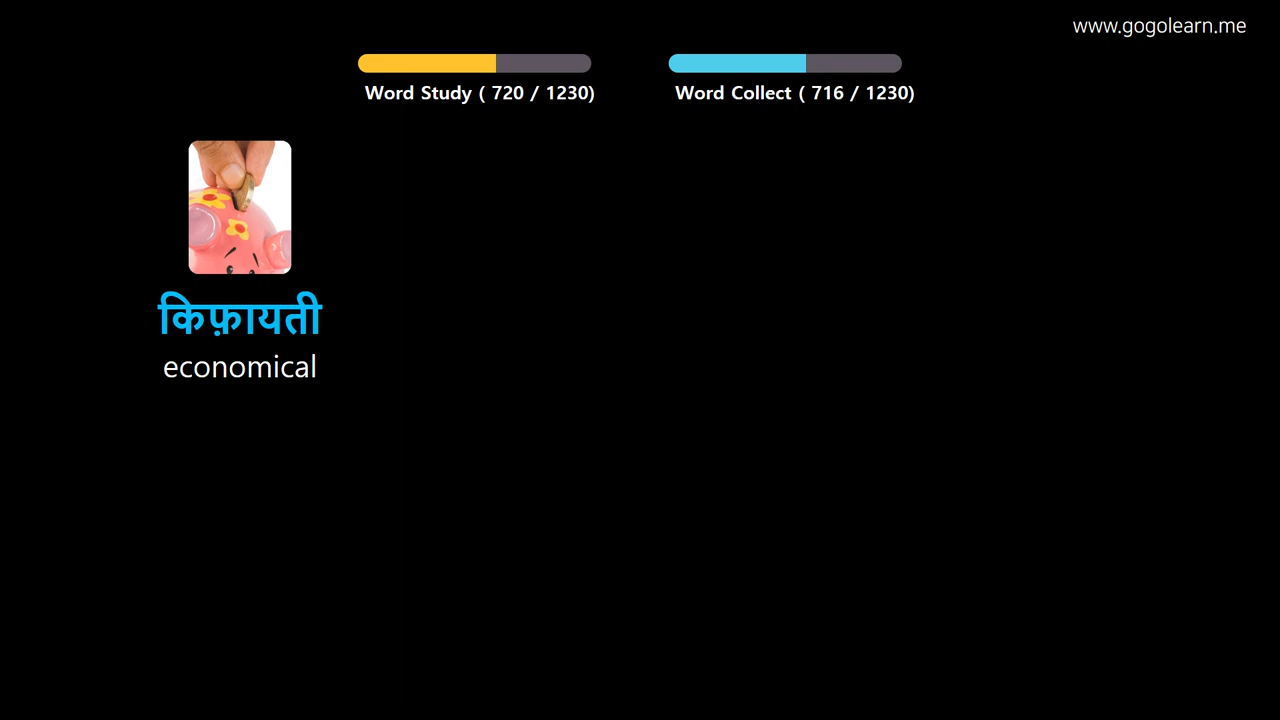 www.gogolearn.me
Word Study ( 720 / 1230)
Word Collect ( 716 / 1230)
किफ़ायती
economical